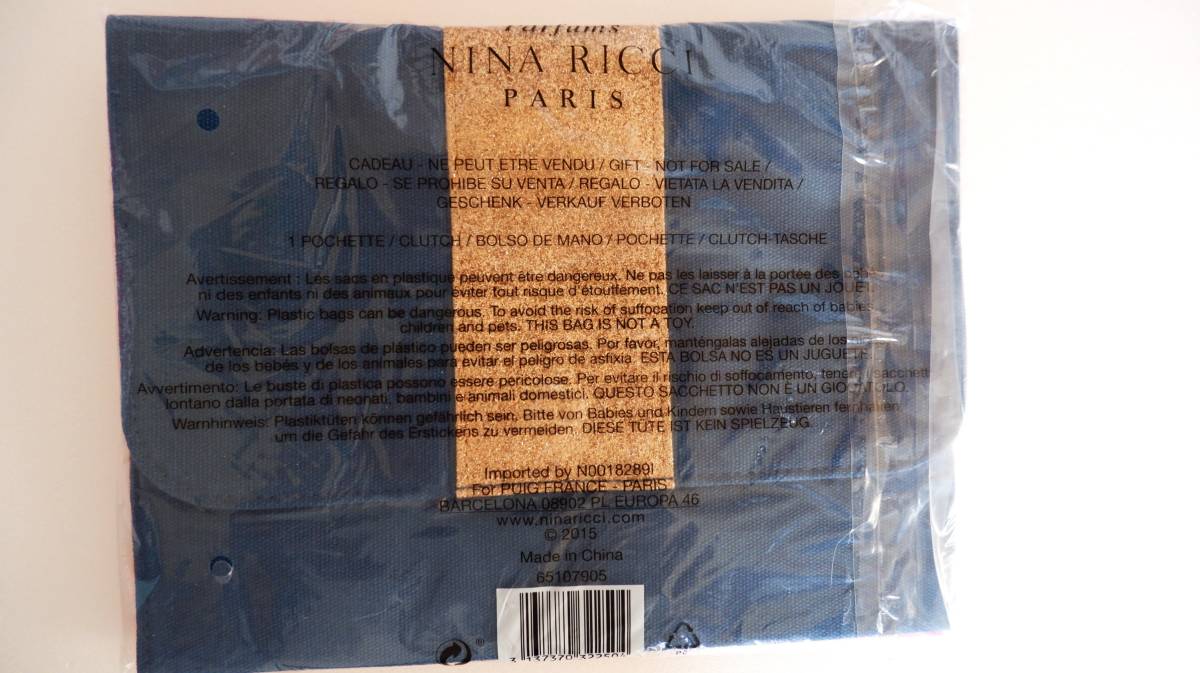 Parfums
NINA RICCI
PARIS
CADEAU - NE PEUT ETRE VENDU / GIFT - NOT FOR SALE /
REGALO - SE PROHIBE SU VENTA / REGALO - VIETATA LA VENDITA /
GESCHENK - VERKAUF VERBOTEN
1 POCHETTE / CLUTCH / BOLSO DE MANO / POCHETTE / CLUTCH-TASCHE
Avertissement : Les sacs en plastique peuvent être dangereux. Ne pas les laisser à la portée des
ni des enfants ni des animaux pour éviter tout risque d'étouffement. CE SAC N'EST PAS UN JOUET.
Warning: Plastic bags can be dangerous. To avoid the risk of suffocation keep out of reach of babies,
children and pets. THIS BAG IS NOT A TOY.
Advertencia: Las bolsas de plástico pueden ser peligrosas. Por favor, manténgalas alejadas de los
de los bebés y de los animales para evitar el peligro de asfixia. ESTA BOLSA NO ES UN JUGUETE.
Avvertimento: Le buste di plastica possono essere pericolose. Per evitare il rischio di soffocamento, tenere sacchetti
lontano dalla portata di neonati, bambini e animali domestici. QUESTO SACCHETTO NON È UN GIOCATTOLO.
Warnhinweis: Plastiktüten können gefährlich sein. Bitte von Babies und Kindern sowie Haustieren fernhalten,
um die Gefahr des Erstickens zu vermeiden. DIESE TÜTE IST KEIN SPIELZEUG.
Imported by N0018289I
For PUIG FRANCE - PARIS
BARCELONA 08902 PL EUROPA 46
www.ninaricci.com
© 2015
Made in China
65107905
®
3 137370 322504